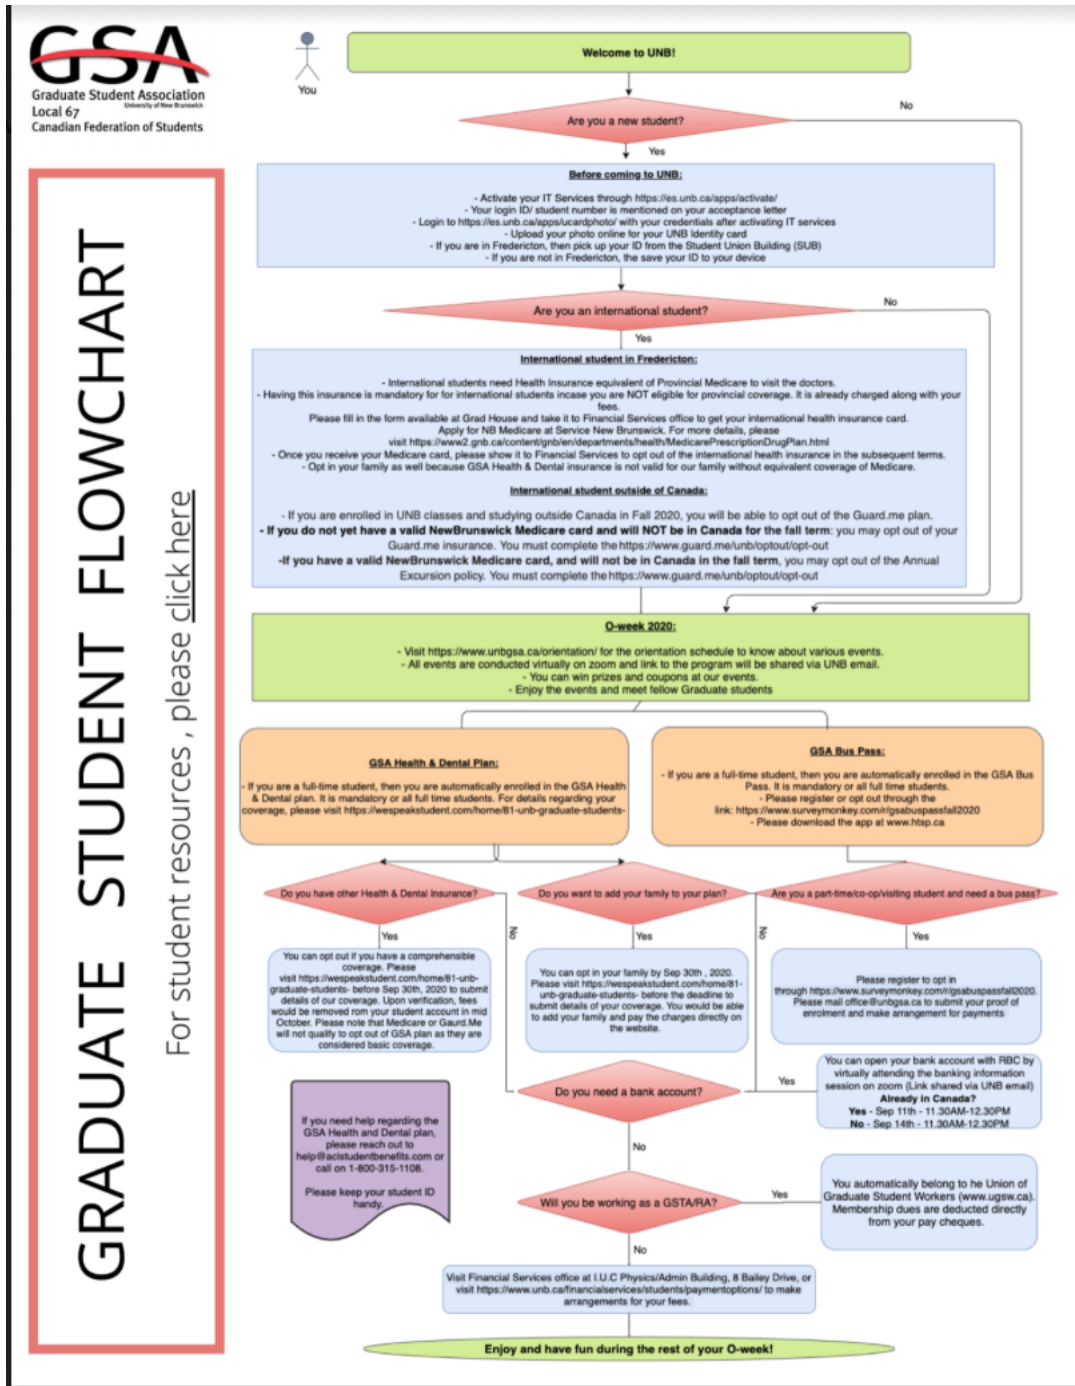 GSA
Graduate Student Association
University of New Brunswick
Local 67
Canadian Federation of Students
GRADUATE STUDENT FLOWCHART
For student resources , please click here
You
Welcome to UNB!
Are you a new student?
No
Yes
Before coming to UNB:
- Activate your IT Services through https://es.unb.ca/apps/activate/
- Your login ID/ student number is mentioned on your acceptance letter
- Login to https://es.unb.ca/apps/ucardphoto/ with your credentials after activating IT services
- Upload your photo online for your UNB Identity card
- If you are in Fredericton, then pick up your ID from the Student Union Building (SUB)
- If you are not in Fredericton, the save your ID to your device
Are you an international student?
No
Yes
International student in Fredericton:
- International students need Health Insurance equivalent of Provincial Medicare to visit the doctors.
- Having this insurance is mandatory for for international students incase you are NOT eligible for provincial coverage. It is already charged along with your
fees.
Please fill in the form available at Grad House and take it to Financial Services office to get your international health insurance card.
Apply for NB Medicare at Service New Brunswick. For more details, please
visit https://www2.gnb.ca/content/gnb/en/departments/health/MedicarePrescriptionDrugPlan.html
- Once you receive your Medicare card, please show it to Financial Services to opt out of the international health insurance in the subsequent terms.
- Opt in your family as well because GSA Health & Dental insurance is not valid for our family without equivalent coverage of Medicare.
International student outside of Canada:
- If you are enrolled in UNB classes and studying outside Canada in Fall 2020, you will be able to opt out of the Guard.me plan.
- If you do not yet have a valid NewBrunswick Medicare card and will NOT be in Canada for the fall term: you may opt out of your
Guard.me insurance. You must complete the https://www.guard.me/unb/optout/opt-out
-If you have a valid NewBrunswick Medicare card, and will not be in Canada in the fall term, you may opt out of the Annual
Excursion policy. You must complete the https://www.guard.me/unb/optout/opt-out
O-week 2020:
- Visit https://www.unbgsa.ca/orientation/ for the orientation schedule to know about various events.
- All events are conducted virtually on zoom and link to the program will be shared via UNB email.
- You can win prizes and coupons at our events.
- Enjoy the events and meet fellow Graduate students
GSA Health & Dental Plan:
- If you are a full-time student, then you are automatically enrolled in the GSA Health
& Dental plan. It is mandatory or all full time students. For details regarding your
coverage, please visit https://wespeakstudent.com/home/81-unb-graduate-students-
GSA Bus Pass:
- If you are a full-time student, then you are automatically enrolled in the GSA Bus
Pass. It is mandatory or all full time students.
- Please register or opt out through the
link: https://www.surveymonkey.com/r/gsabuspassfall2020
- Please download the app at www.htsp.ca
Do you have other Health & Dental Insurance?
Do you want to add your family to your plan?
Are you a part-time/co-op/visiting student and need a bus pass?
Yes
No
Yes
No
Yes
You can opt out if you have a comprehensible
coverage. Please
visit https://wespeakstudent.com/home/81-unb-
graduate-students- before Sep 30th, 2020 to submit
details of our coverage. Upon verification, fees
would be removed rom your student account in mid
October. Please note that Medicare or Gaurd.Me
will not qualify to opt out of GSA plan as they are
considered basic coverage.
You can opt in your family by Sep 30th , 2020.
Please visit https://wespeakstudent.com/home/81-
unb-graduate-students- before the deadline to
submit details of your coverage. You would be able
to add your family and pay the charges directly on
the website.
Please register to opt in
through https://www.surveymonkey.com/r/gsabuspassfall2020.
Please mail office@unbgsa.ca to submit your proof of
enrolment and make arrangement for payments
Do you need a bank account?
Yes
You can open your bank account with RBC by
virtually attending the banking information
session on zoom (Link shared via UNB email)
Already in Canada?
Yes - Sep 11th - 11.30AM-12.30PM
No - Sep 14th - 11.30AM-12.30PM
If you need help regarding the
GSA Health and Dental plan,
please reach out to
help@aclstudentbenefits.com or
call on 1-800-315-1108.
Please keep your student ID
handy.
No
Will you be working as a GSTA/RA?
Yes
You automatically belong to he Union of
Graduate Student Workers (www.ugsw.ca).
Membership dues are deducted directly
from your pay cheques.
No
Visit Financial Services office at I.U.C Physics/Admin Building, 8 Bailey Drive, or
visit https://www.unb.ca/financialservices/students/paymentoptions/ to make
arrangements for your fees.
Enjoy and have fun during the rest of your O-week!